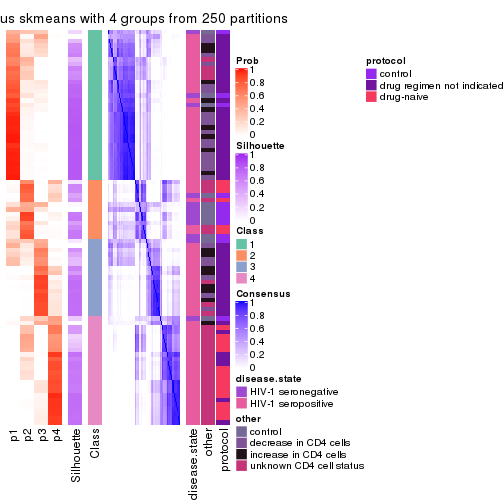 us skmeans with 4 groups from 250 partitions
Prob
1
0.8
0.6
0.4
0.2
0
Silhouette
1
0.8
0.6
0.4
0.2
0
Class
1
2
3
4
Consensus
1
0.8
0.6
0.4
0.2
0
disease.state
HIV-1 seronegative
HIV-1 seropositive
other
control
decrease in CD4 cells
increase in CD4 cells
unknown CD4 cell status
protocol
control
drug regimen not indicated
drug-naive
p1
p2
p3
p4
Silhouette
Class
disease.state
other
protocol